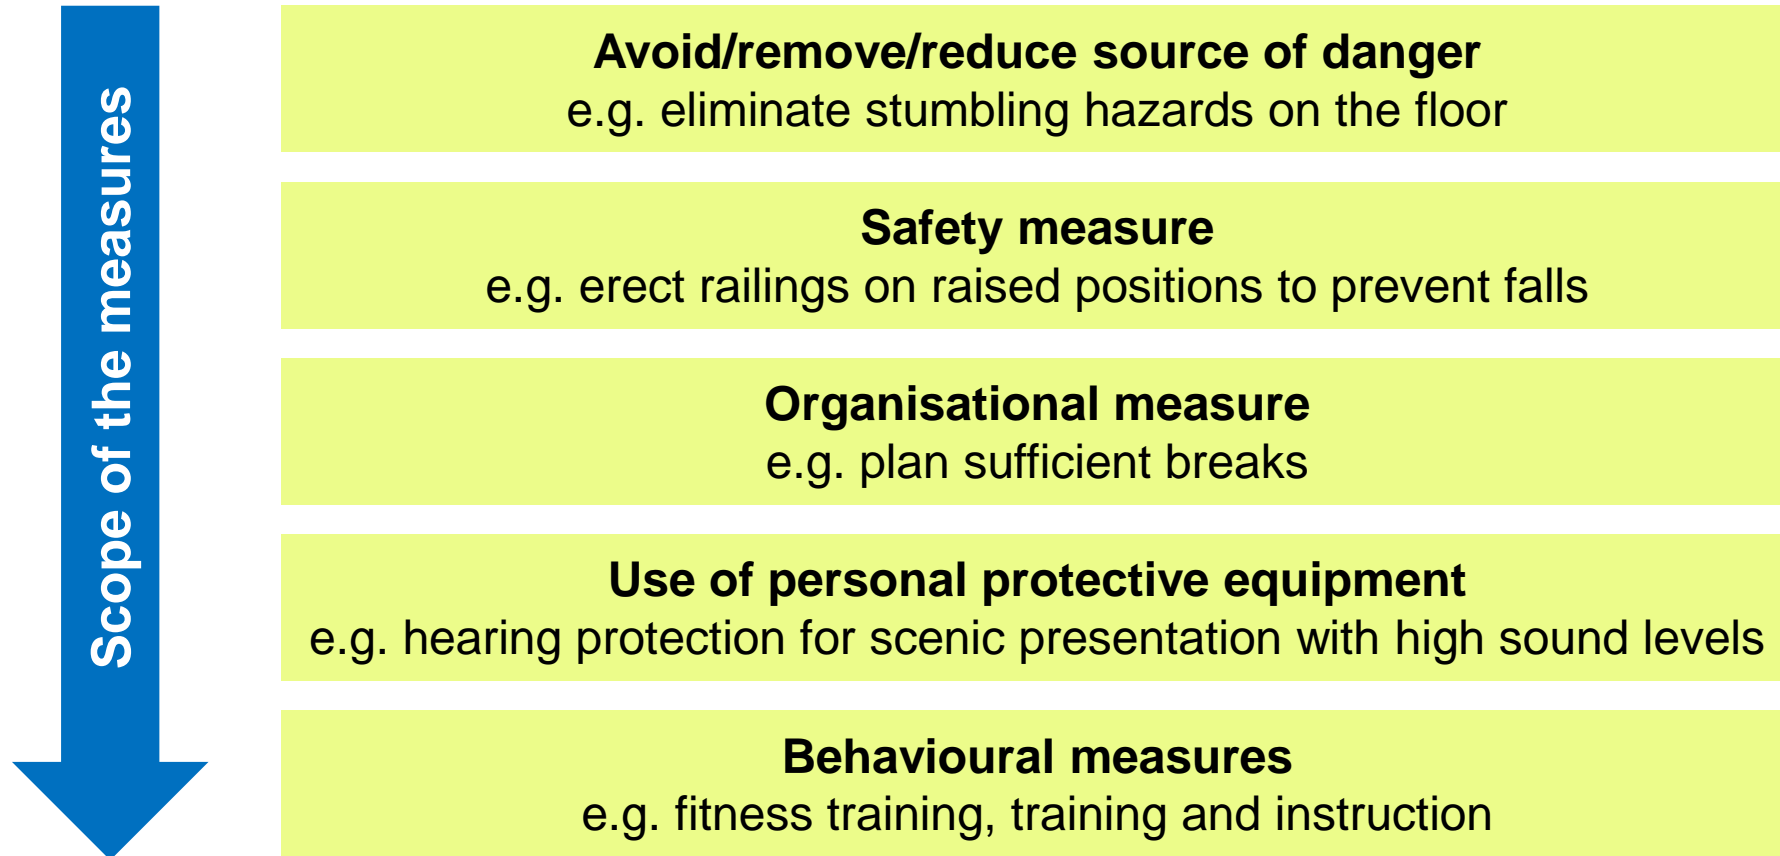 Scope of the measures
Avoid/remove/reduce source of danger
e.g. eliminate stumbling hazards on the floor
Safety measure
e.g. erect railings on raised positions to prevent falls
Organisational measure
e.g. plan sufficient breaks
Use of personal protective equipment
e.g. hearing protection for scenic presentation with high sound levels
Behavioural measures
e.g. fitness training, training and instruction